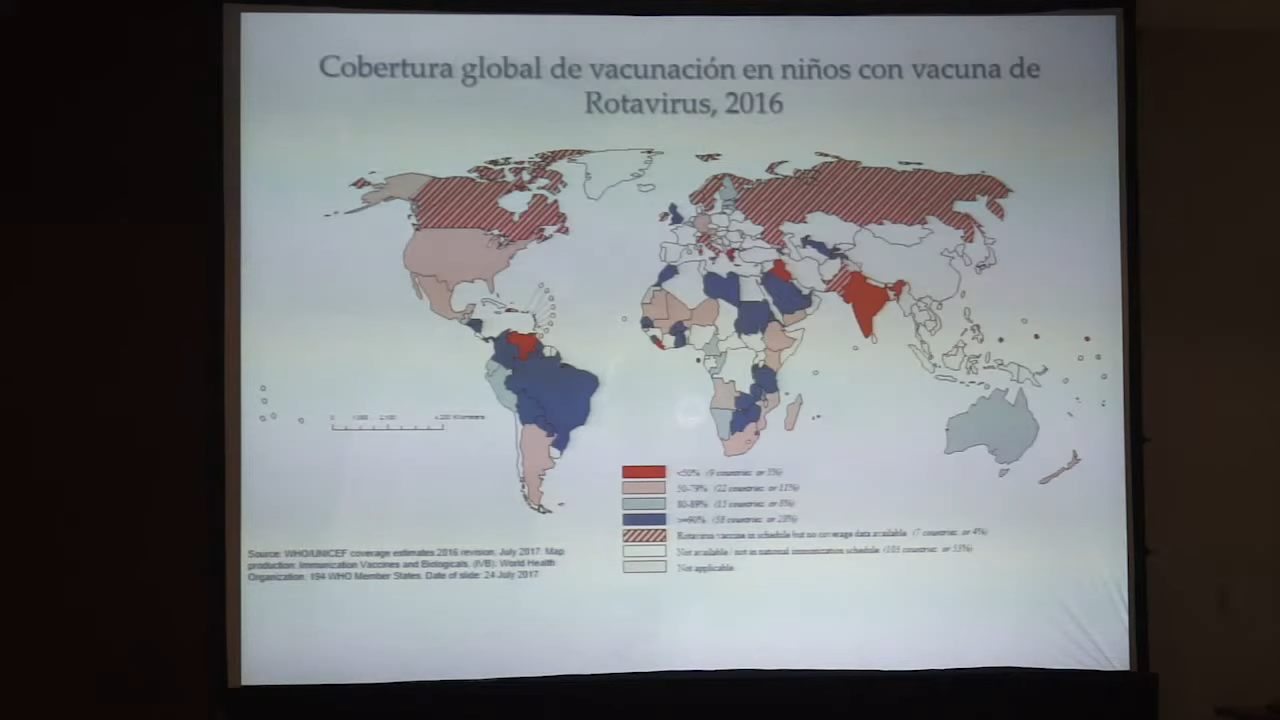 Cobertura global de vacunación en niños con vacuna de
Rotavirus, 2016
<50% (9 countries or 5%)
50-79% (22 countries or 11%)
80-89% (15 countries or 8%)
>=90% (38 countries or 20%)
Rotavirus vaccine in schedule but no coverage data available (7 countries or 4%)
Not available / not in national immunization schedule (103 countries or 53%)
Not applicable
Source: WHO/UNICEF coverage estimates 2016 revision, July 2017. Map
production: Immunization Vaccines and Biologicals, (IVB). World Health
Organization. 194 WHO Member States. Date of slide: 24 July 2017